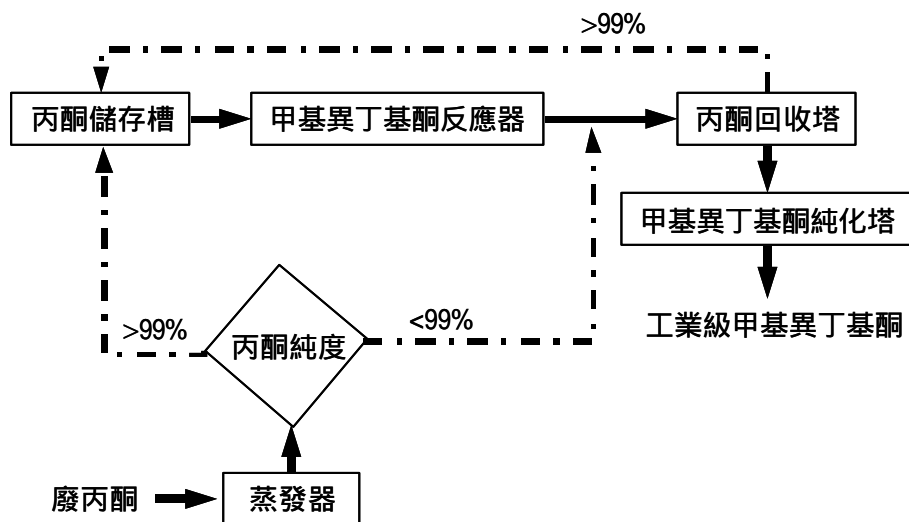 >99%
丙酮儲存槽
甲基異丁基酮反應器
丙酮回收塔
甲基異丁基酮純化塔
>99%
丙酮純度
<99%
工業級甲基異丁基酮
廢丙酮
蒸發器